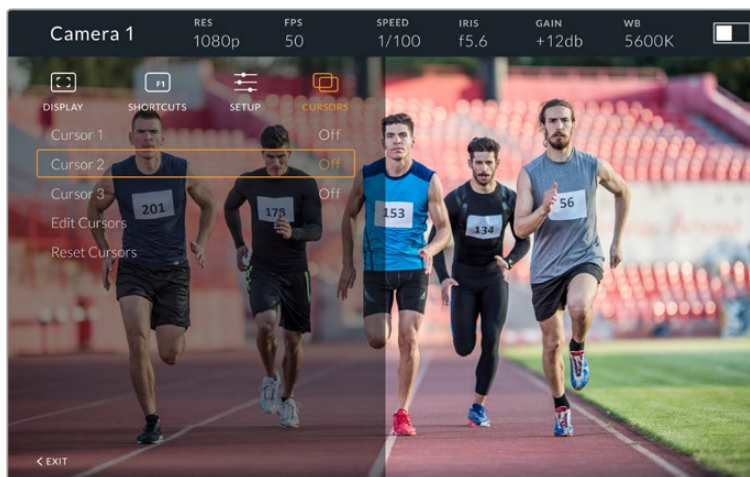 Camera 1
RES FPS SPEED IRIS GAIN WB
1080p 50 1/100 f5.6 +12db 5600K
F1
DISPLAY SHORTCUTS SETUP CURSORS
Cursor 1 Off
Cursor 2 Off
Cursor 3 Off
Edit Cursors
Reset Cursors
201
178
153
134
56
EXIT